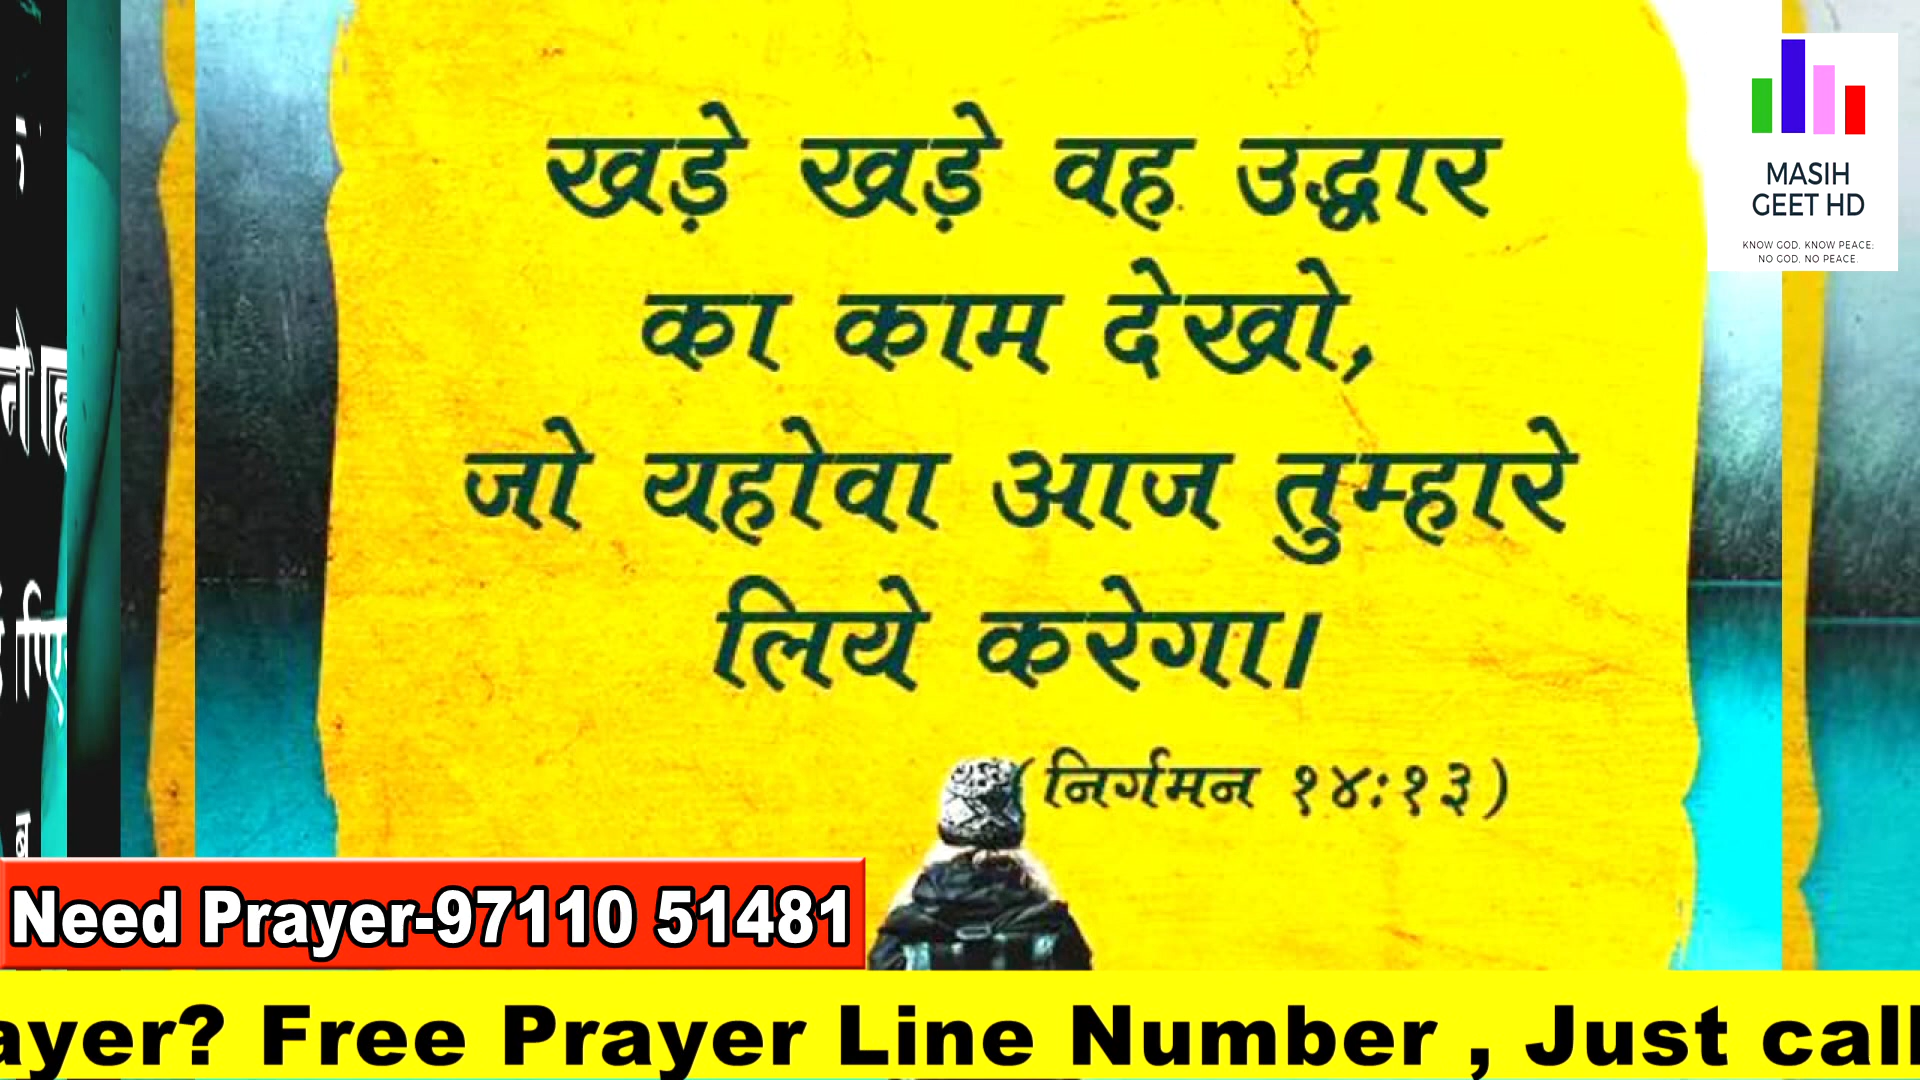 खड़े खड़े वह उद्धार
का काम देखो,
जो यहोवा आज तुम्हारे
लिये करेगा।
(निर्गमन १४:१३)
MASIH
GEET HD
KNOW GOD, KNOW PEACE;
NO GOD, NO PEACE.
Need Prayer-97110 51481
ayer? Free Prayer Line Number , Just call